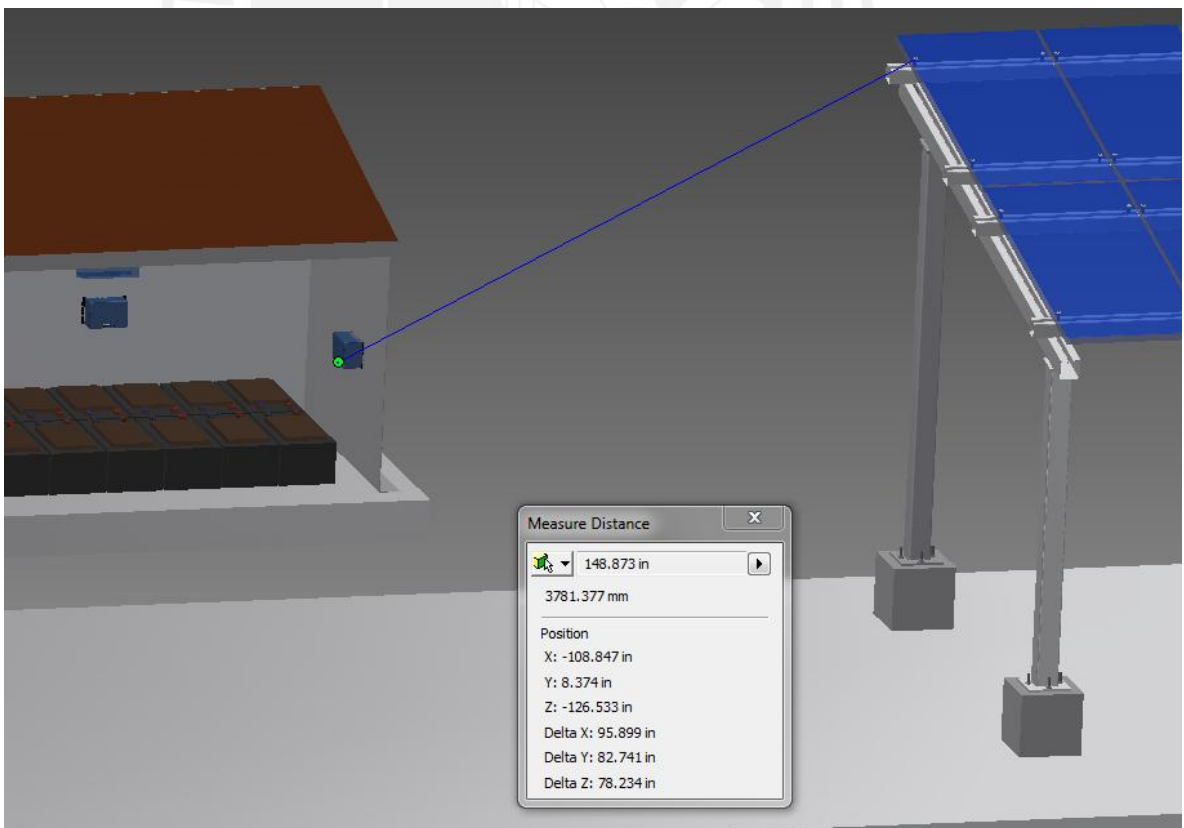 Measure Distance
148.873 in
3781.377 mm
Position
X: -108.847 in
Y: 8.374 in
Z: -126.533 in
Delta X: 95.899 in
Delta Y: 82.741 in
Delta Z: 78.234 in